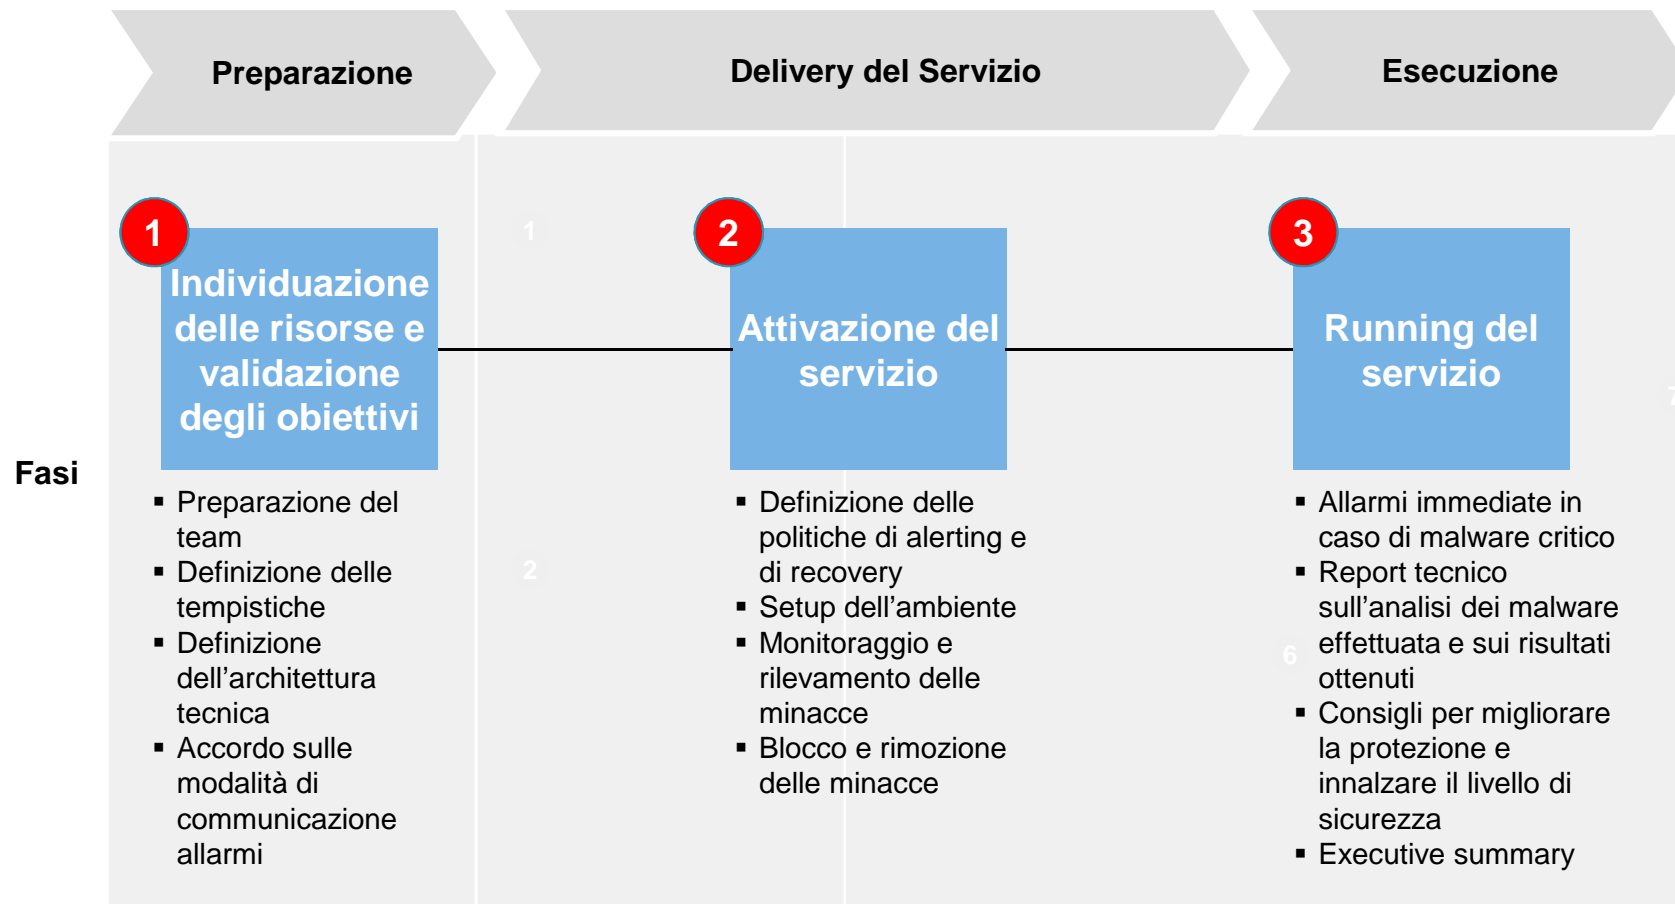 Preparazione
Delivery del Servizio
Esecuzione
Fasi
1
Individuazione
delle risorse e
validazione
degli obiettivi
▪ Preparazione del
team
▪ Definizione delle
tempistiche
▪ Definizione
dell’architettura
tecnica
▪ Accordo sulle
modalità di
communicazione
allarmi
1
2
2
Attivazione del
servizio
▪ Definizione delle
politiche di alerting e
di recovery
▪ Setup dell’ambiente
▪ Monitoraggio e
rilevamento delle
minacce
▪ Blocco e rimozione
delle minacce
3
Running del
servizio
▪ Allarmi immediate in
caso di malware critico
▪ Report tecnico
sull’analisi dei malware
effettuata e sui risultati
ottenuti
▪ Consigli per migliorare
la protezione e
innalzare il livello di
sicurezza
▪ Executive summary
6
7